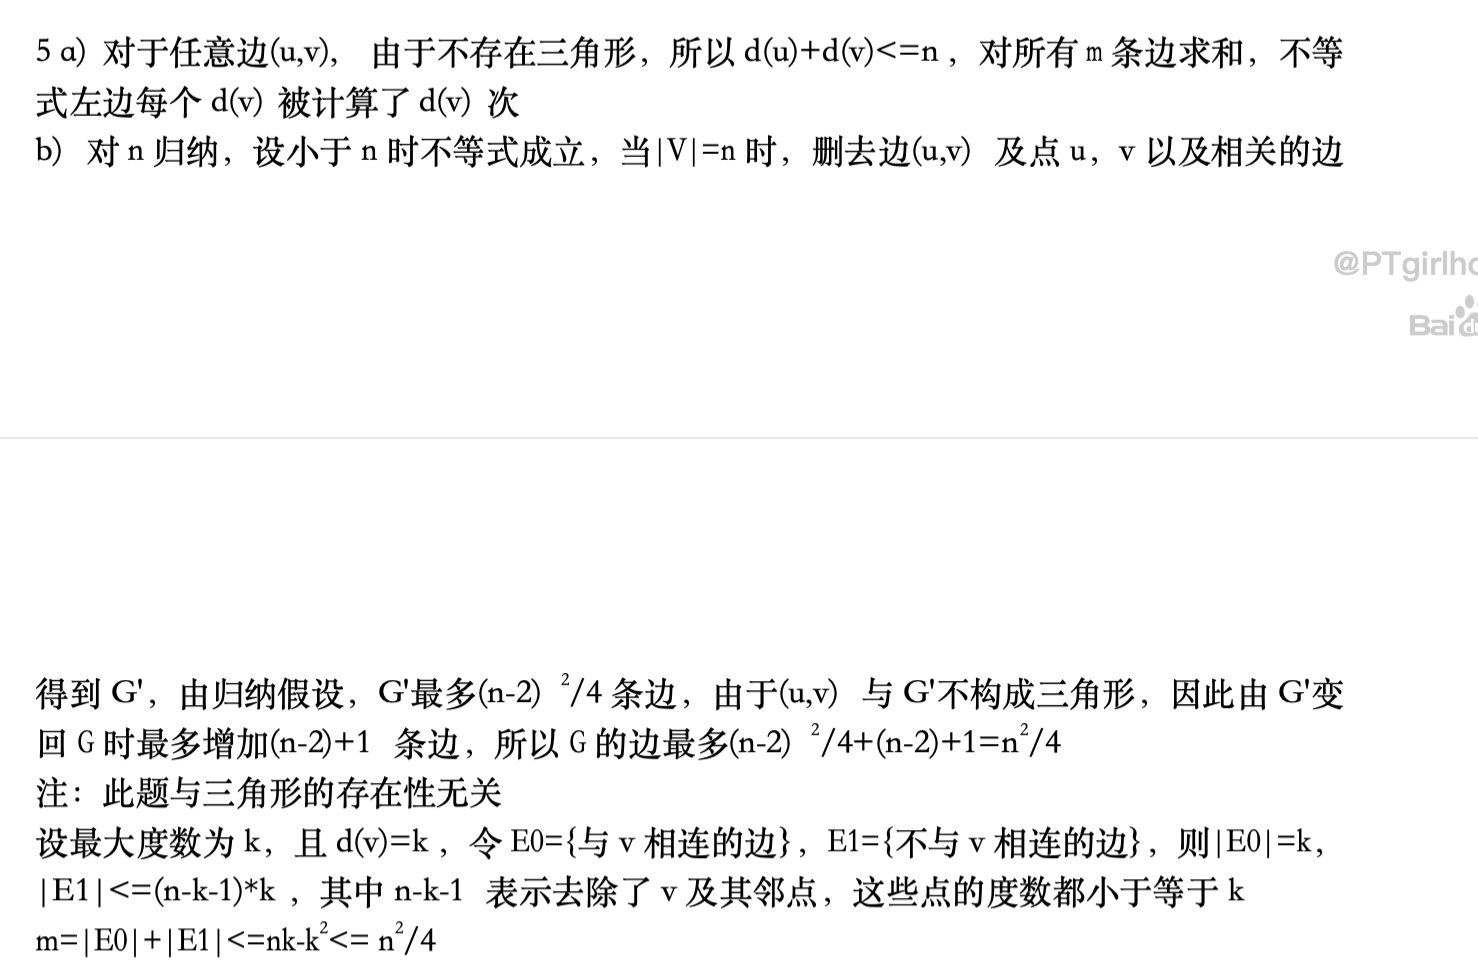 5 a) 对于任意边(u,v), 由于不存在三角形，所以 d(u)+d(v)<=n，对所有 m 条边求和，不等
式左边每个 d(v) 被计算了 d(v) 次
b) 对 n 归纳，设小于 n 时不等式成立，当|V|=n 时，删去边(u,v) 及点 u，v 以及相关的边
@PTgirlh
Bai
得到 G'，由归纳假设，G'最多(n-2) ²/4 条边，由于(u,v) 与 G'不构成三角形，因此由 G'变
回 G 时最多增加(n-2)+1 条边，所以 G 的边最多(n-2) ²/4+(n-2)+1=n²/4
注：此题与三角形的存在性无关
设最大度数为 k，且 d(v)=k，令 E0={与 v 相连的边}，E1={不与 v 相连的边}，则|E0|=k，
|E1|<=(n-k-1)*k ，其中 n-k-1 表示去除了 v 及其邻点，这些点的度数都小于等于 k
m=|E0|+|E1|<=nk-k²<= n²/4